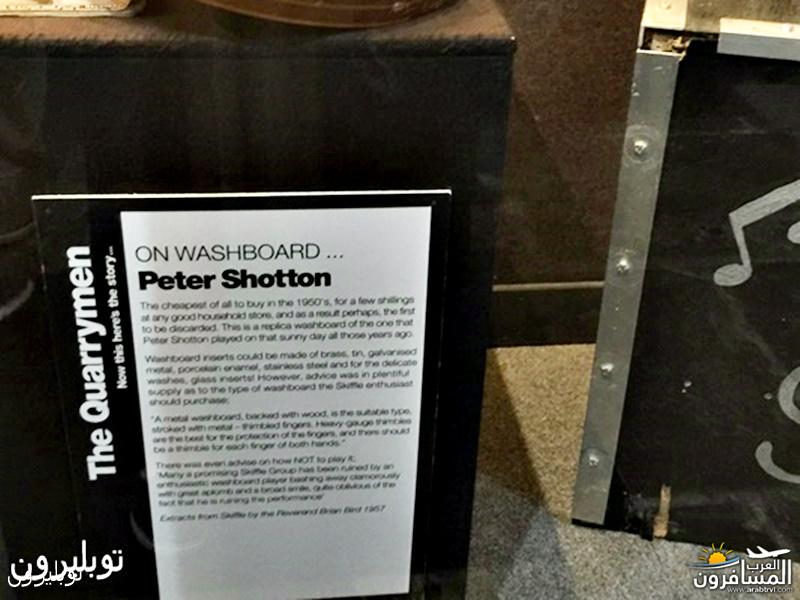 The Quarrymen
Now this here's the story...
ON WASHBOARD ...
Peter Shotton
The cheapest of all to buy in the 1950's, for a few shillings
at any good household store, and as a result perhaps, the first
to be discarded. This is a replica washboard of the one that
Peter Shotton played on that sunny day all those years ago.
Washboard inserts could be made of brass, tin, galvanised
metal, porcelain enamel, stainless steel and for the delicate
washes, glass inserts! However, advice was in plentiful
supply as to the type of washboard the Skiffle enthusiast
should purchase;
"A metal washboard, backed with wood, is the suitable type,
stroked with metal – thimbled fingers. Heavy gauge thimbles
are the best for the protection of the fingers, and there should
be a thimble for each finger of both hands."
There was even advise on how NOT to play it;
'Many a promising Skiffle Group has been ruined by an
enthusiastic washboard player bashing away clamorously
with great aplomb and a broad smile, quite oblivious of the
fact that he is ruining the performance'
Extracts from Skiffle by the Reverend Brian Bird 1957
توبليرون
توبليرون
العرب
المسافرون
www.arabtrvl.com